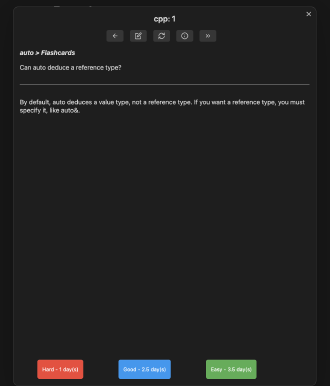 cpp: 1
auto > Flashcards
Can auto deduce a reference type?
By default, auto deduces a value type, not a reference type. If you want a reference type, you must
specify it, like auto&.
Hard - 1 day(s)
Good - 2.5 day(s)
Easy - 3.5 day(s)